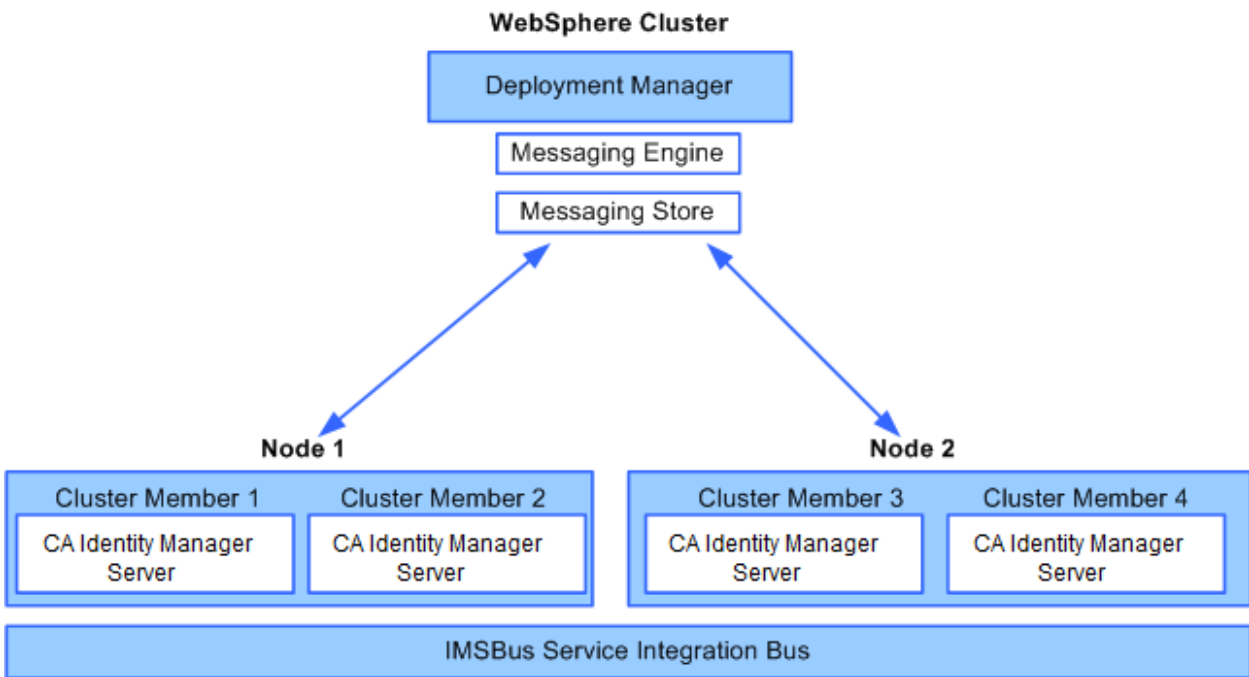 WebSphere Cluster
Deployment Manager
Messaging Engine
Messaging Store
Node 1
Node 2
Cluster Member 1
Cluster Member 2
Cluster Member 3
Cluster Member 4
CA Identity Manager
Server
CA Identity Manager
Server
CA Identity Manager
Server
CA Identity Manager
Server
IMSBus Service Integration Bus